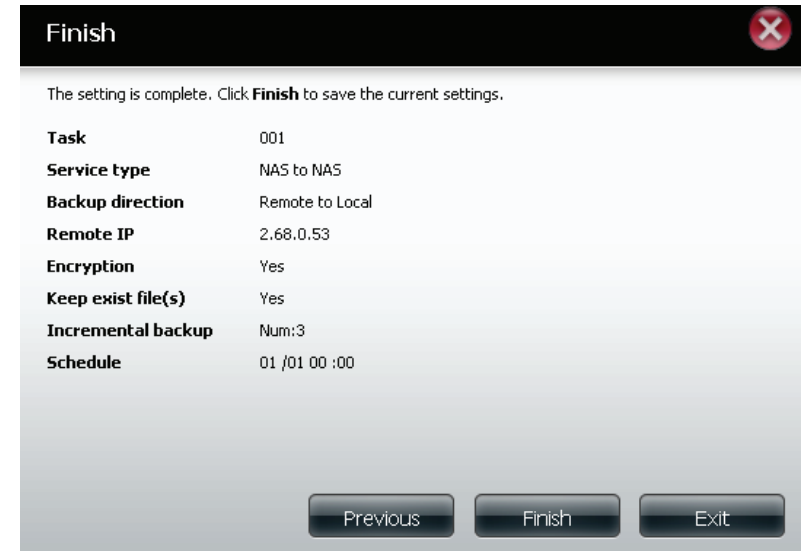 Finish
The setting is complete. Click Finish to save the current settings.
Task 001
Service type NAS to NAS
Backup direction Remote to Local
Remote IP 2.68.0.53
Encryption Yes
Keep exist file(s) Yes
Incremental backup Num:3
Schedule 01 /01 00 :00
Previous Finish Exit